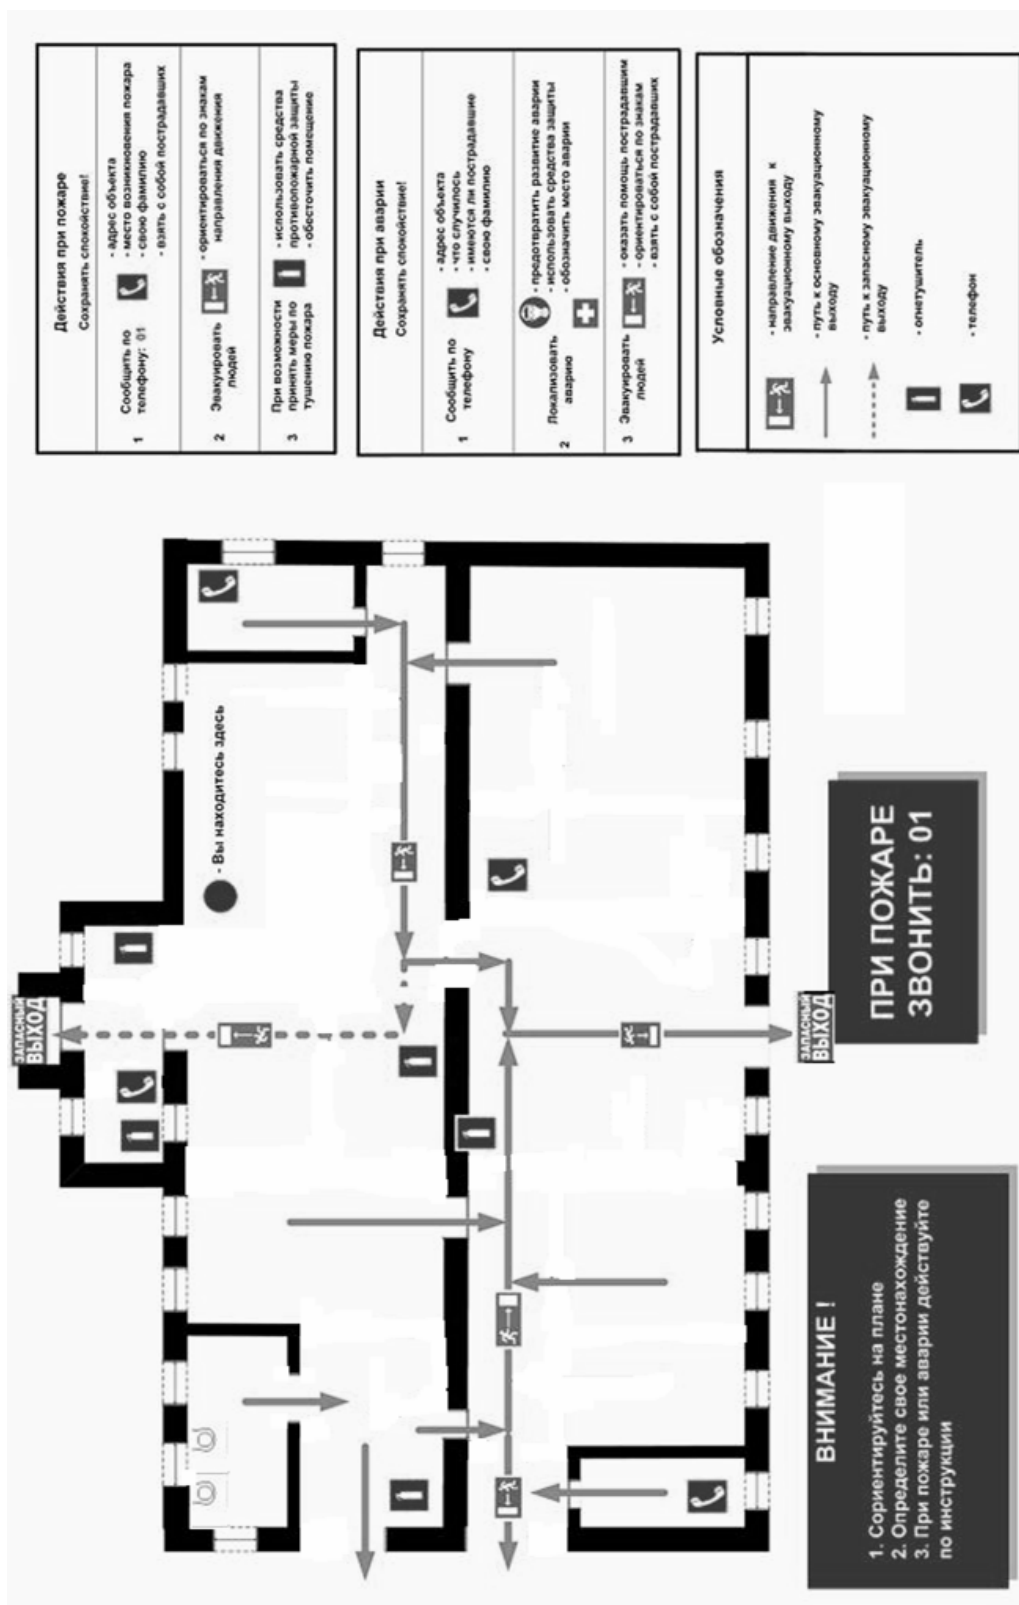 Действия при пожаре
Сохранять спокойствие!
1
Сообщить по
телефону: 01
- адрес объекта
- место возникновения пожара
- свою фамилию
- взять с собой пострадавших
2
Эвакуировать
людей
- ориентироваться по знакам
направления движения
3
При возможности
принять меры по
тушению пожара
- использовать средства
противопожарной защиты
- обесточить помещение
Действия при аварии
Сохранять спокойствие!
1
Сообщить по
телефону
- адрес объекта
- что случилось
- имеются ли пострадавшие
- свою фамилию
2
Локализовать
аварию
- предотвратить развитие аварии
- использовать средства защиты
- обозначить место аварии
3
Эвакуировать
людей
- оказать помощь пострадавшим
- ориентироваться по знакам
- взять с собой пострадавших
Условные обозначения
- направление движения к
эвакуационному выходу
- путь к основному эвакуационному
выходу
- путь к запасному эвакуационному
выходу
- огнетушитель
- телефон
- Вы находитесь здесь
ЗАПАСНЫЙ
ВЫХОД
ЗАПАСНЫЙ
ВЫХОД
ВНИМАНИЕ !
1. Сориентируйтесь на плане
2. Определите свое местонахождение
3. При пожаре или аварии действуйте
по инструкции
ПРИ ПОЖАРЕ
ЗВОНИТЬ: 01